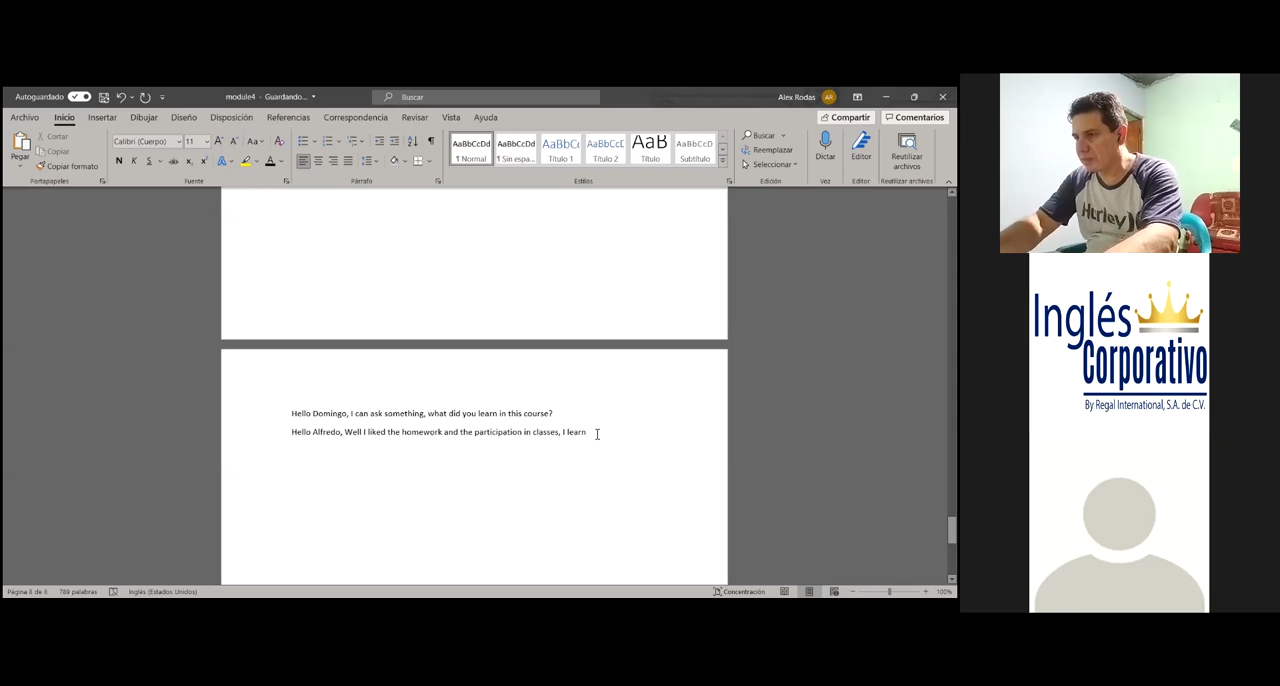 Autoguardado
module4 - Guardando...
Buscar
Alex Rodas
AR
Archivo Inicio Insertar Dibujar Diseño Disposición Referencias Correspondencia Revisar Vista Ayuda
Compartir
Comentarios
Pegar
Cortar
Copiar
Copiar formato
Portapapeles
Calibri (Cuerpo)
11
Fuente
Párrafo
AaBbCcDd
¶ Normal
AaBbCcDd
¶ Sin espa...
AaBbCc
Título 1
AaBbCcD
Título 2
AaB
Título
AaBbCcD
Subtítulo
Estilos
Buscar
Reemplazar
Seleccionar
Edición
Dictar
Voz
Editor
Editor
Reutilizar archivos
Reutilizar archivos
Hello Domingo, I can ask something, what did you learn in this course?
Hello Alfredo, Well I liked the homework and the participation in classes, I learn
Página 8 de 8
789 palabras
Inglés (Estados Unidos)
Concentración
100%
Hurley
Inglés
Corporativo
By Regal International, S.A. de C.V.